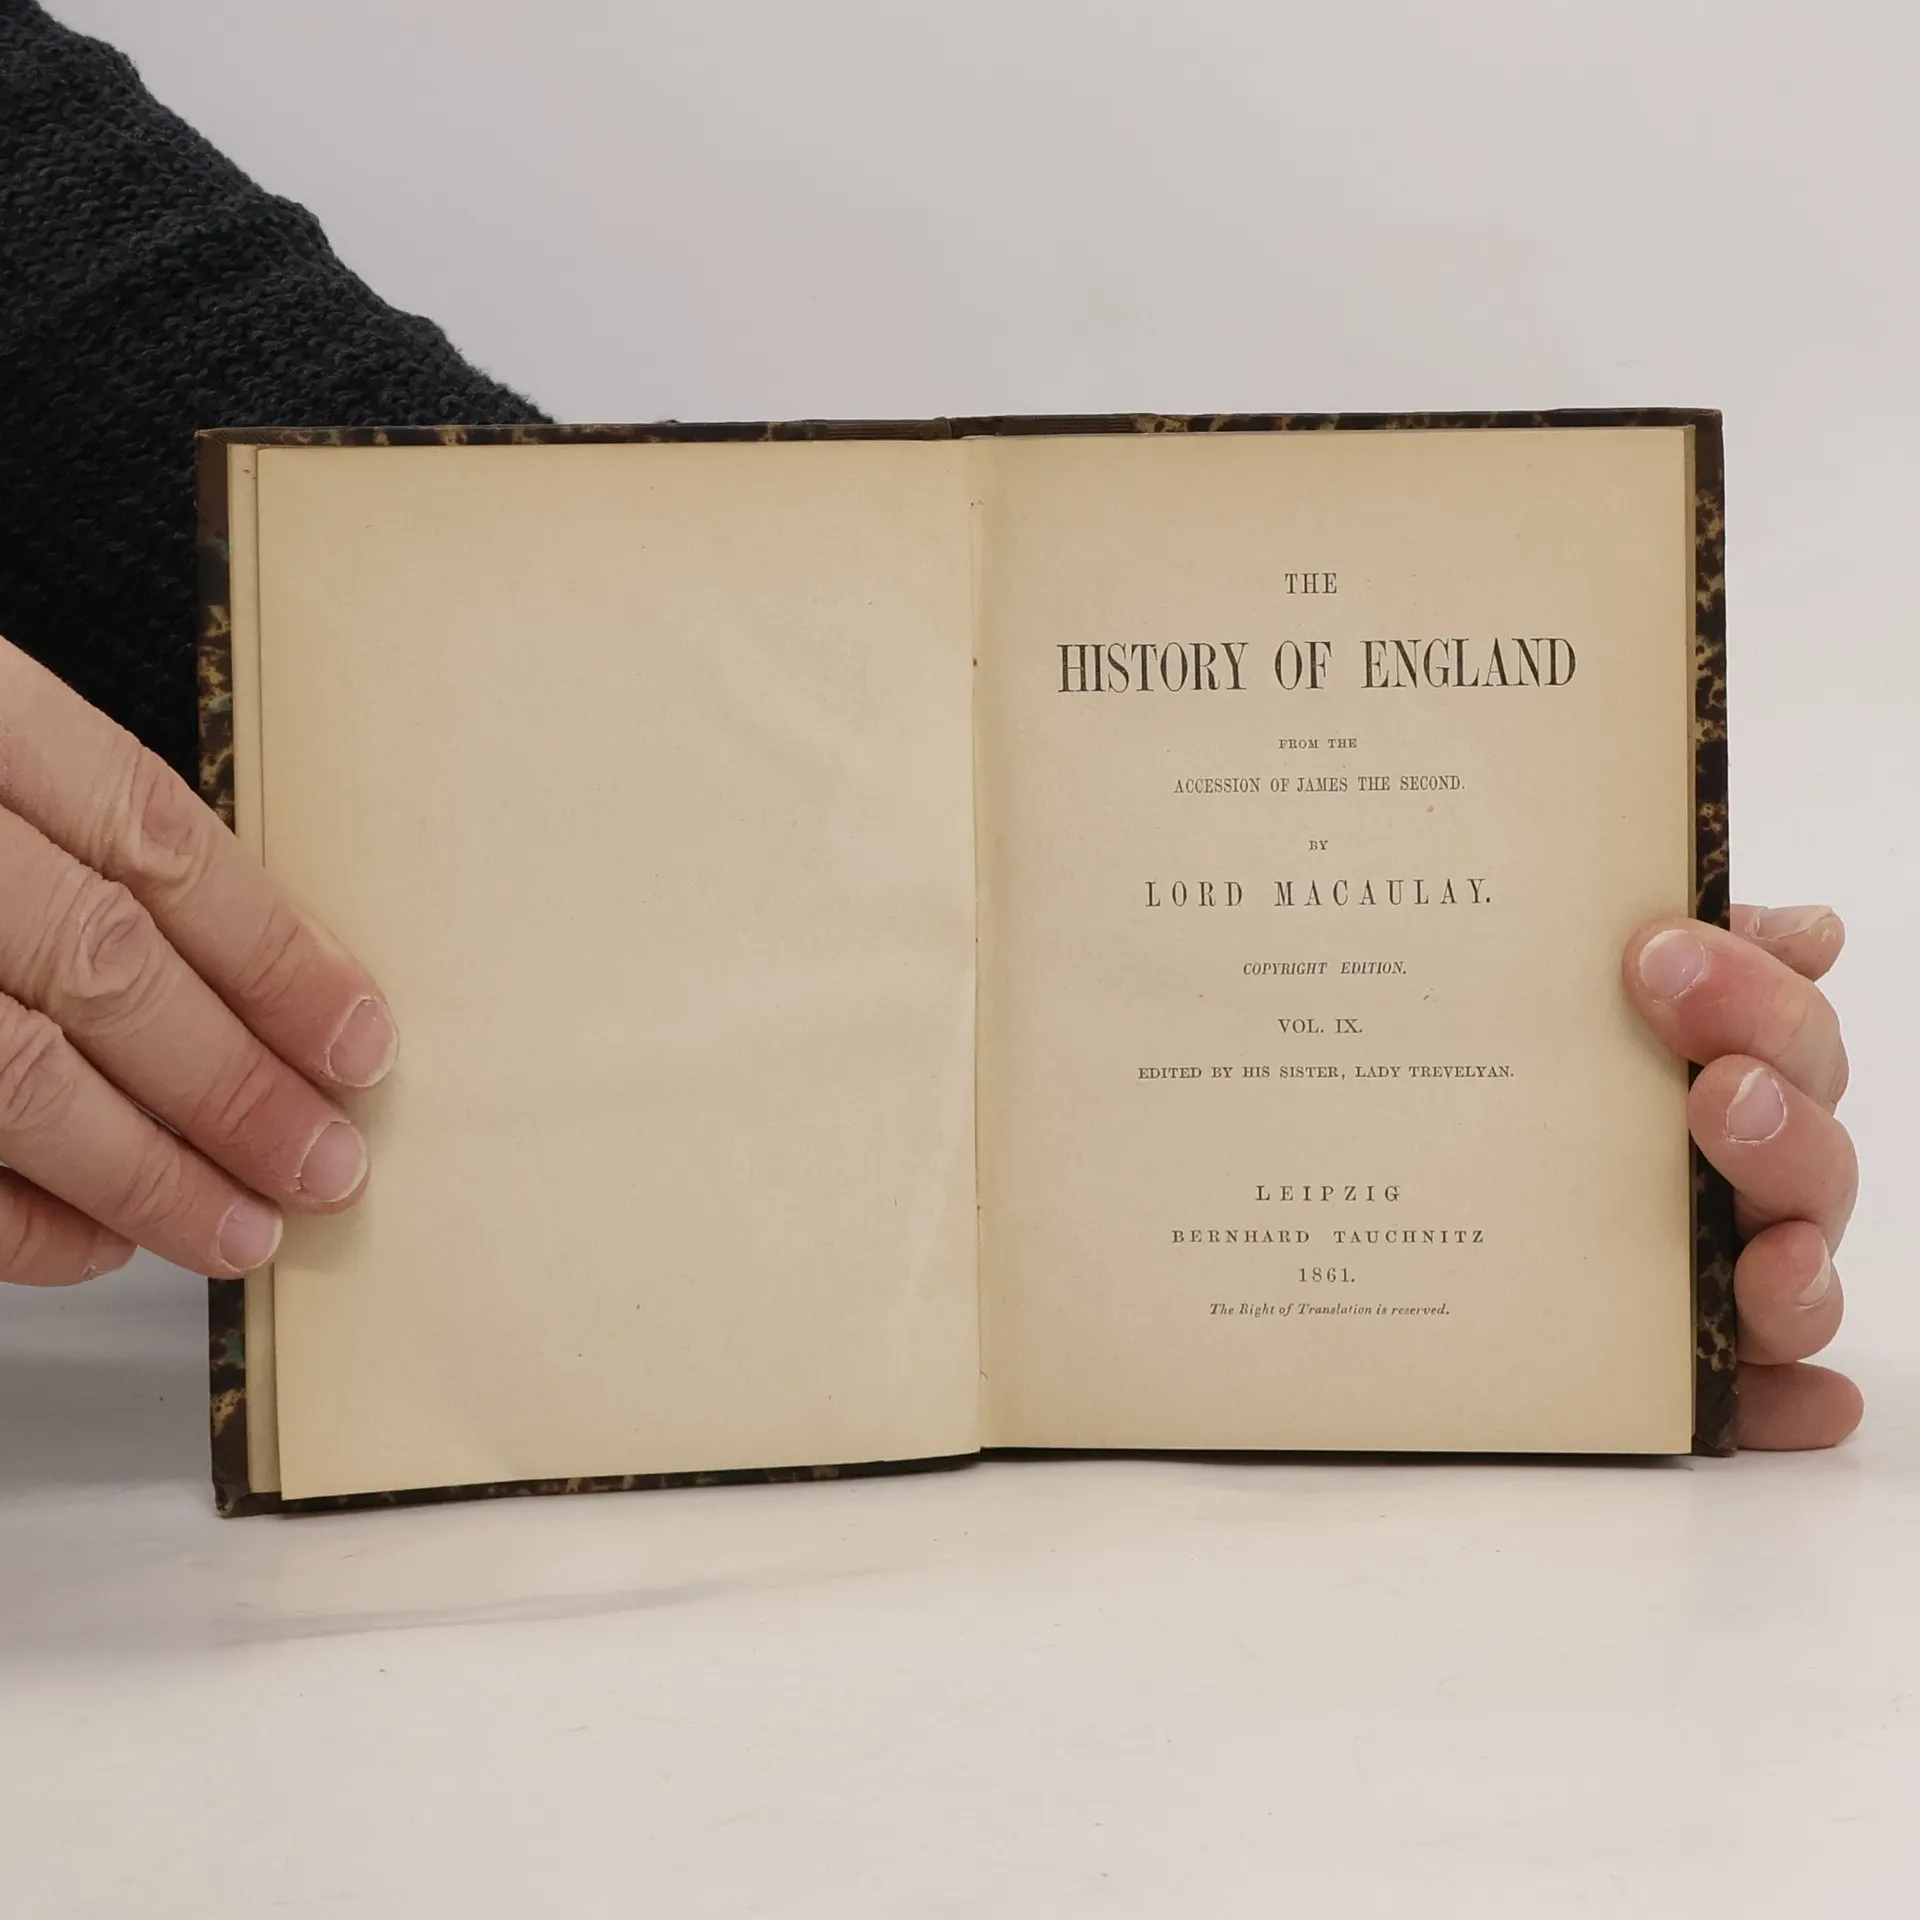 THE
HISTORY OF ENGLAND
FROM THE
ACCESSION OF JAMES THE SECOND.
BY
LORD MACAULAY.
COPYRIGHT EDITION.
VOL. IX.
EDITED BY HIS SISTER, LADY TREVELYAN.
LEIPZIG
BERNHARD TAUCHNITZ
1861.
The Right of Translation is reserved.